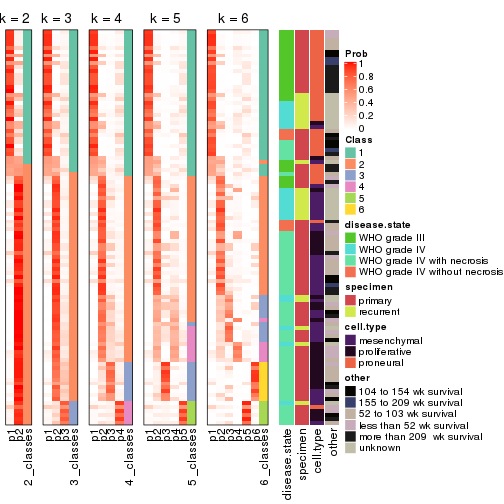 k = 2 k = 3 k = 4 k = 5 k = 6
Prob
1
0.8
0.6
0.4
0.2
0
Class
1
2
3
4
5
6
disease.state
WHO grade III
WHO grade IV
WHO grade IV with necrosis
WHO grade IV without necrosis
specimen
primary
recurrent
cell.type
mesenchymal
proliferative
proneural
other
104 to 154 wk survival
155 to 209 wk survival
52 to 103 wk survival
less than 52 wk survival
more than 209 wk survival
unknown
p1
p2
2_classes
p1
p2
p3
3_classes
p1
p2
p3
p4
4_classes
p1
p2
p3
p4
p5
5_classes
p1
p2
p3
p4
p5
p6
6_classes
disease.state
specimen
cell.type
other